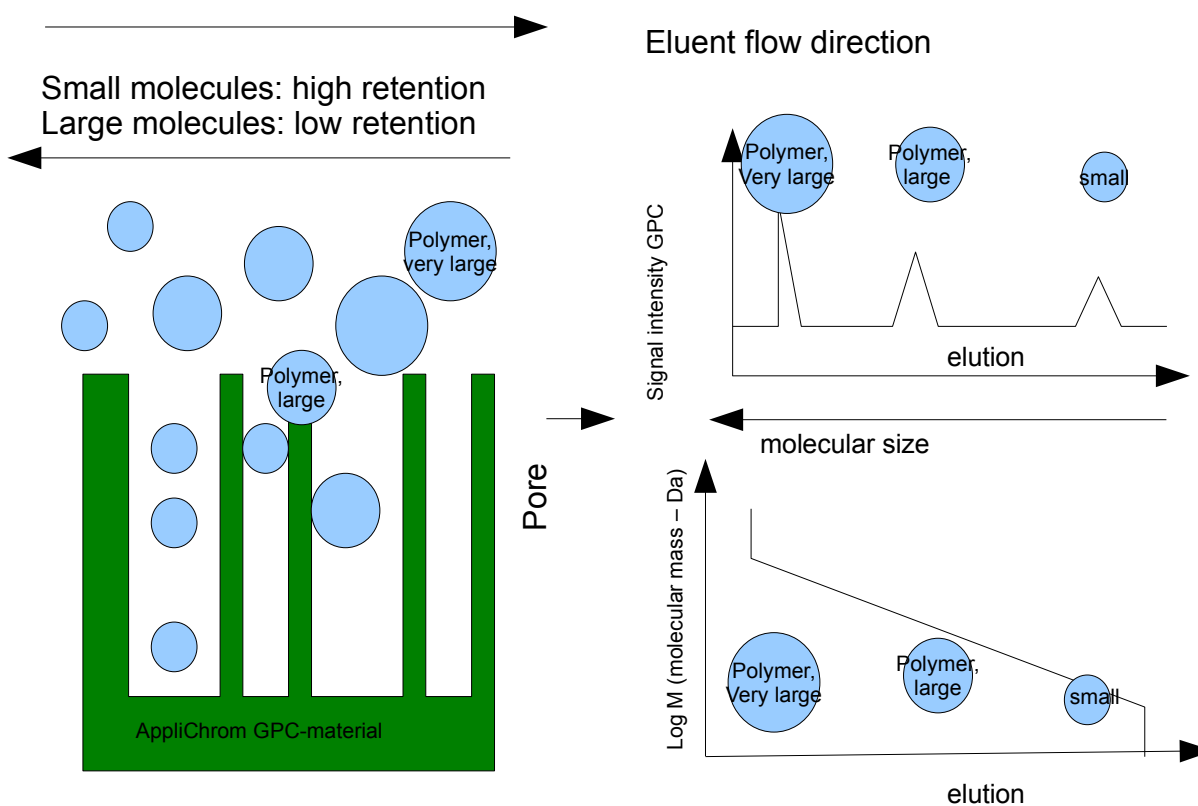 Eluent flow direction
Small molecules: high retention
Large molecules: low retention
Polymer,
very large
Polymer,
large
Pore
AppliChrom GPC-material
Signal intensity GPC
Polymer,
Very large
Polymer,
large
small
elution
molecular size
Log M (molecular mass – Da)
Polymer,
Very large
Polymer,
large
small
elution